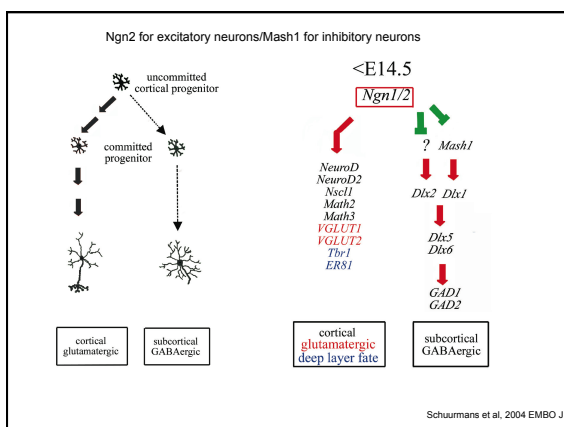 Ngn2 for excitatory neurons/Mash1 for inhibitory neurons
uncommitted
cortical progenitor
committed
progenitor
cortical
glutamatergic
subcortical
GABAergic
<E14.5
Ngn1/2
? Mash1
NeuroD
NeuroD2
Nscl1
Math2
Math3
VGLUT1
VGLUT2
Tbr1
ER81
Dlx2 Dlx1
Dlx5
Dlx6
GAD1
GAD2
cortical
glutamatergic
deep layer fate
subcortical
GABAergic
Schuurmans et al, 2004 EMBO J